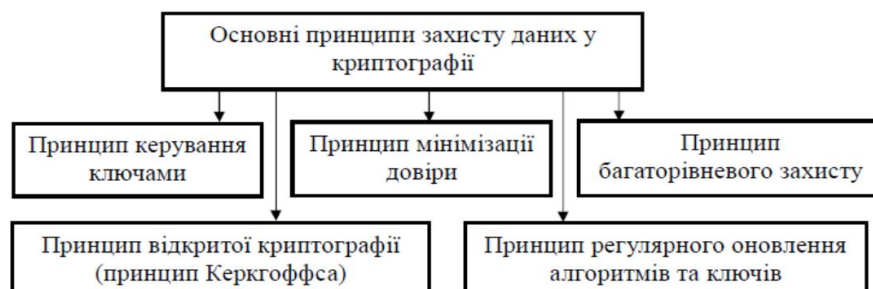 Основні принципи захисту даних у
криптографії
Принцип керування
ключами
Принцип мінімізації
довіри
Принцип
багаторівневого захисту
Принцип відкритої криптографії
(принцип Керкгоффса)
Принцип регулярного оновлення
алгоритмів та ключів